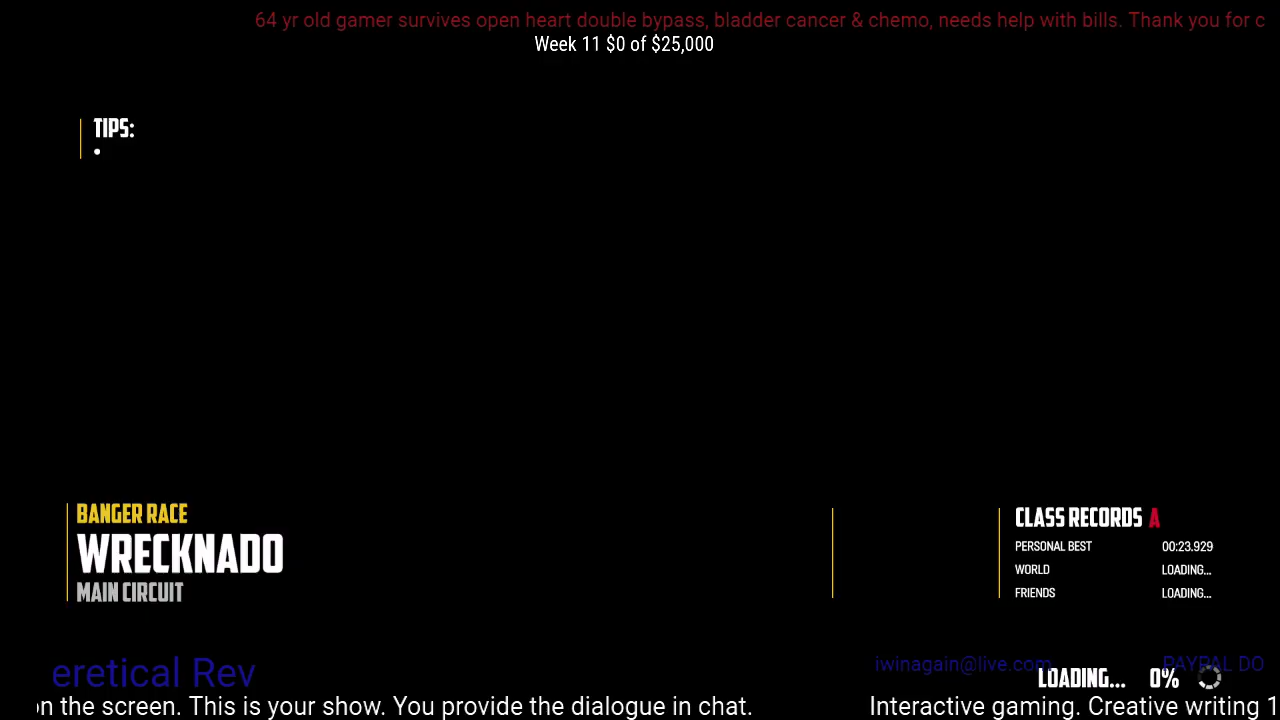 64 yr old gamer survives open heart double bypass, bladder cancer & chemo, needs help with bills. Thank you for c
Week 11 $0 of $25,000
TIPS:
•
BANGER RACE
WRECKNADO
MAIN CIRCUIT
CLASS RECORDS A
PERSONAL BEST 00:23.929
WORLD LOADING...
FRIENDS LOADING...
eretical Rev
iwinagain@live.com PAYPAL DO
LOADING... 0%
on the screen. This is your show. You provide the dialogue in chat. Interactive gaming. Creative writing 1